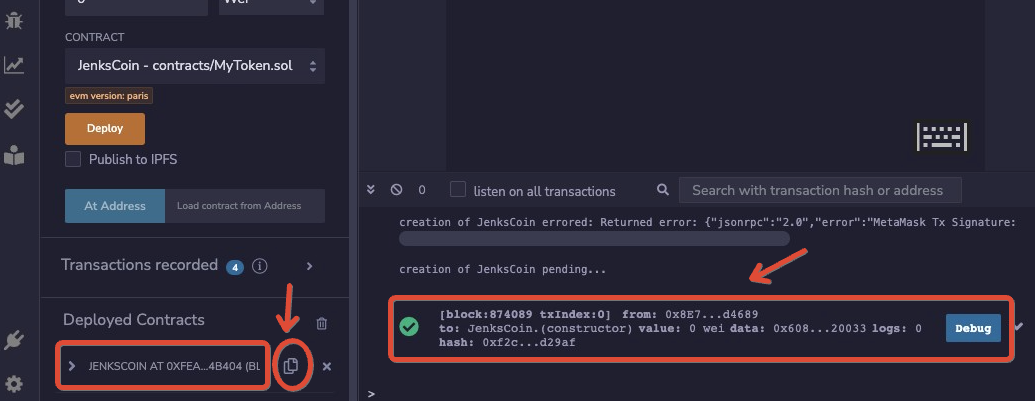 0
Wei
CONTRACT
JenksCoin - contracts/MyToken.sol
evm version: paris
Deploy
Publish to IPFS
At Address
Load contract from Address
Transactions recorded 4 i
Deployed Contracts
JENKSCOIN AT 0XFEA...4B404 (BL
0
listen on all transactions
Search with transaction hash or address
creation of JenksCoin errored: Returned error: {"jsonrpc":"2.0","error":"MetaMask Tx Signature:
creation of JenksCoin pending...
[block:874089 txIndex:0] from: 0x8E7...d4689
to: JenksCoin.(constructor) value: 0 wei data: 0x608...20033 logs: 0
hash: 0xf2c...d29af
Debug
>